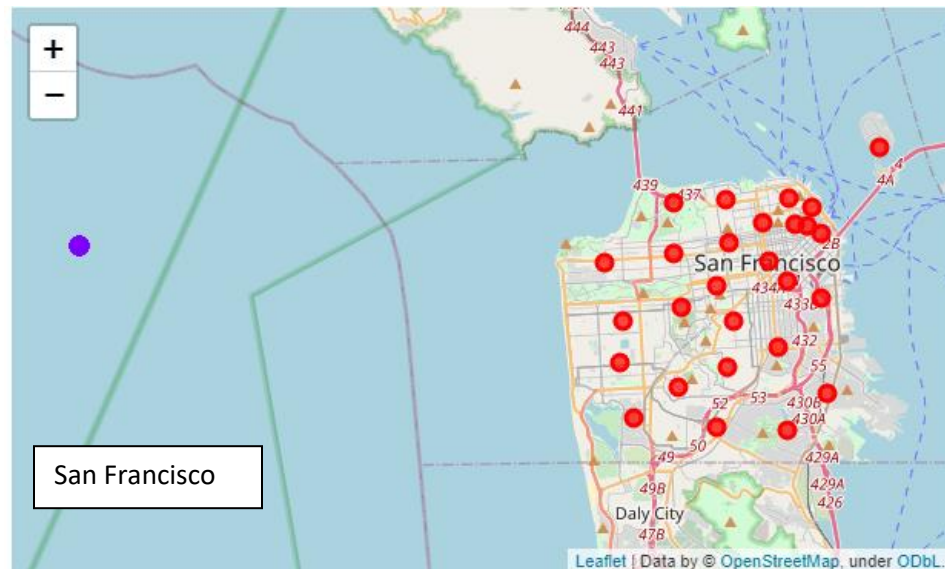 +
−
444
443
443
441
439
437
4
4A
2B
San Francisco
434A
433B
432
55
53
52
430B
430A
50
49
429A
49B
429A
426
Daly City
47B
San Francisco
Leaflet | Data by © OpenStreetMap, under ODbL.